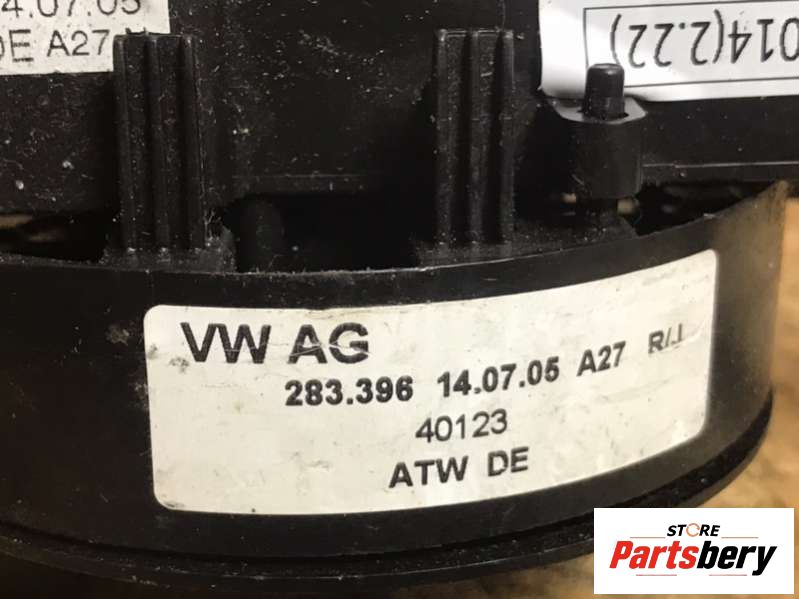 4.07.05
DE A27
014(2.22)
VW AG
283.396 14.07.05 A27 R/J
40123
ATW DE
STORE
Partsbery